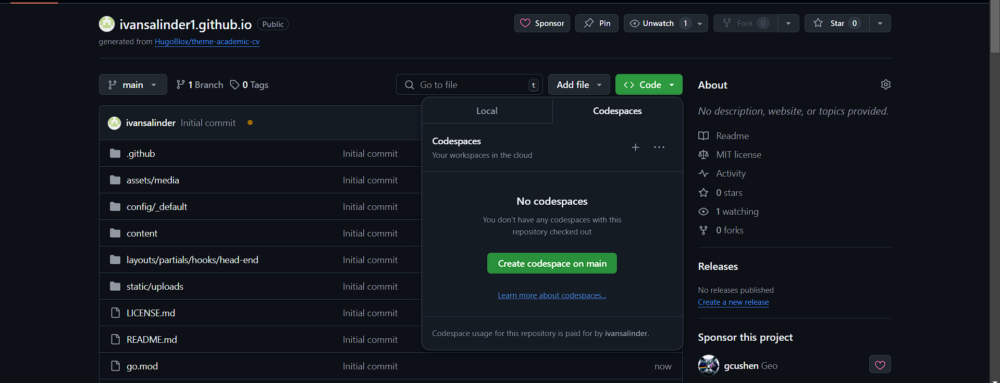 ivansalinder1.github.io Public
Sponsor Pin Unwatch 1 Fork 0 Star 0
generated from HugoBlox/theme-academic-cv
main 1 Branch 0 Tags Go to file t Add file Code
Local Codespaces
Codespaces
Your workspaces in the cloud
No codespaces
You don't have any codespaces with this
repository checked out
Create codespace on main
Learn more about codespaces...
Codespace usage for this repository is paid for by ivansalinder.
ivansalinder Initial commit
.github Initial commit
assets/media Initial commit
config/_default Initial commit
content Initial commit
layouts/partials/hooks/head-end Initial commit
static/uploads Initial commit
LICENSE.md Initial commit
README.md Initial commit
go.mod Initial commit now
About
No description, website, or topics provided.
Readme
MIT license
Activity
0 stars
1 watching
0 forks
Releases
No releases published
Create a new release
Sponsor this project
gcushen Geo